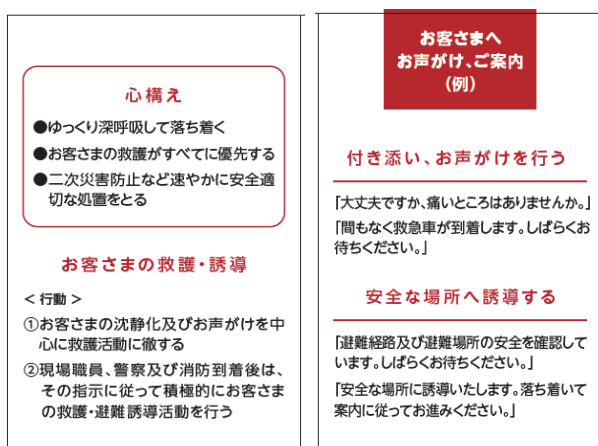 心構え
●ゆっくり深呼吸して落ち着く
●お客さまの救護がすべてに優先する
●二次災害防止など速やかに安全適
切な処置をとる
お客さまの救護・誘導
＜行動＞
①お客さまの沈静化及びお声がけを中
心に救護活動に徹する
②現場職員、警察及び消防到着後は、
その指示に従って積極的にお客さま
の救護・避難誘導活動を行う
お客さまへ
お声がけ、ご案内
（例）
付き添い、お声がけを行う
「大丈夫ですか、痛いところはありませんか。」
「間もなく救急車が到着します。しばらくお
待ちください。」
安全な場所へ誘導する
「避難経路及び避難場所の安全を確認して
います。しばらくお待ちください。」
「安全な場所に誘導いたします。落ち着いて
案内に従ってお進みください。」